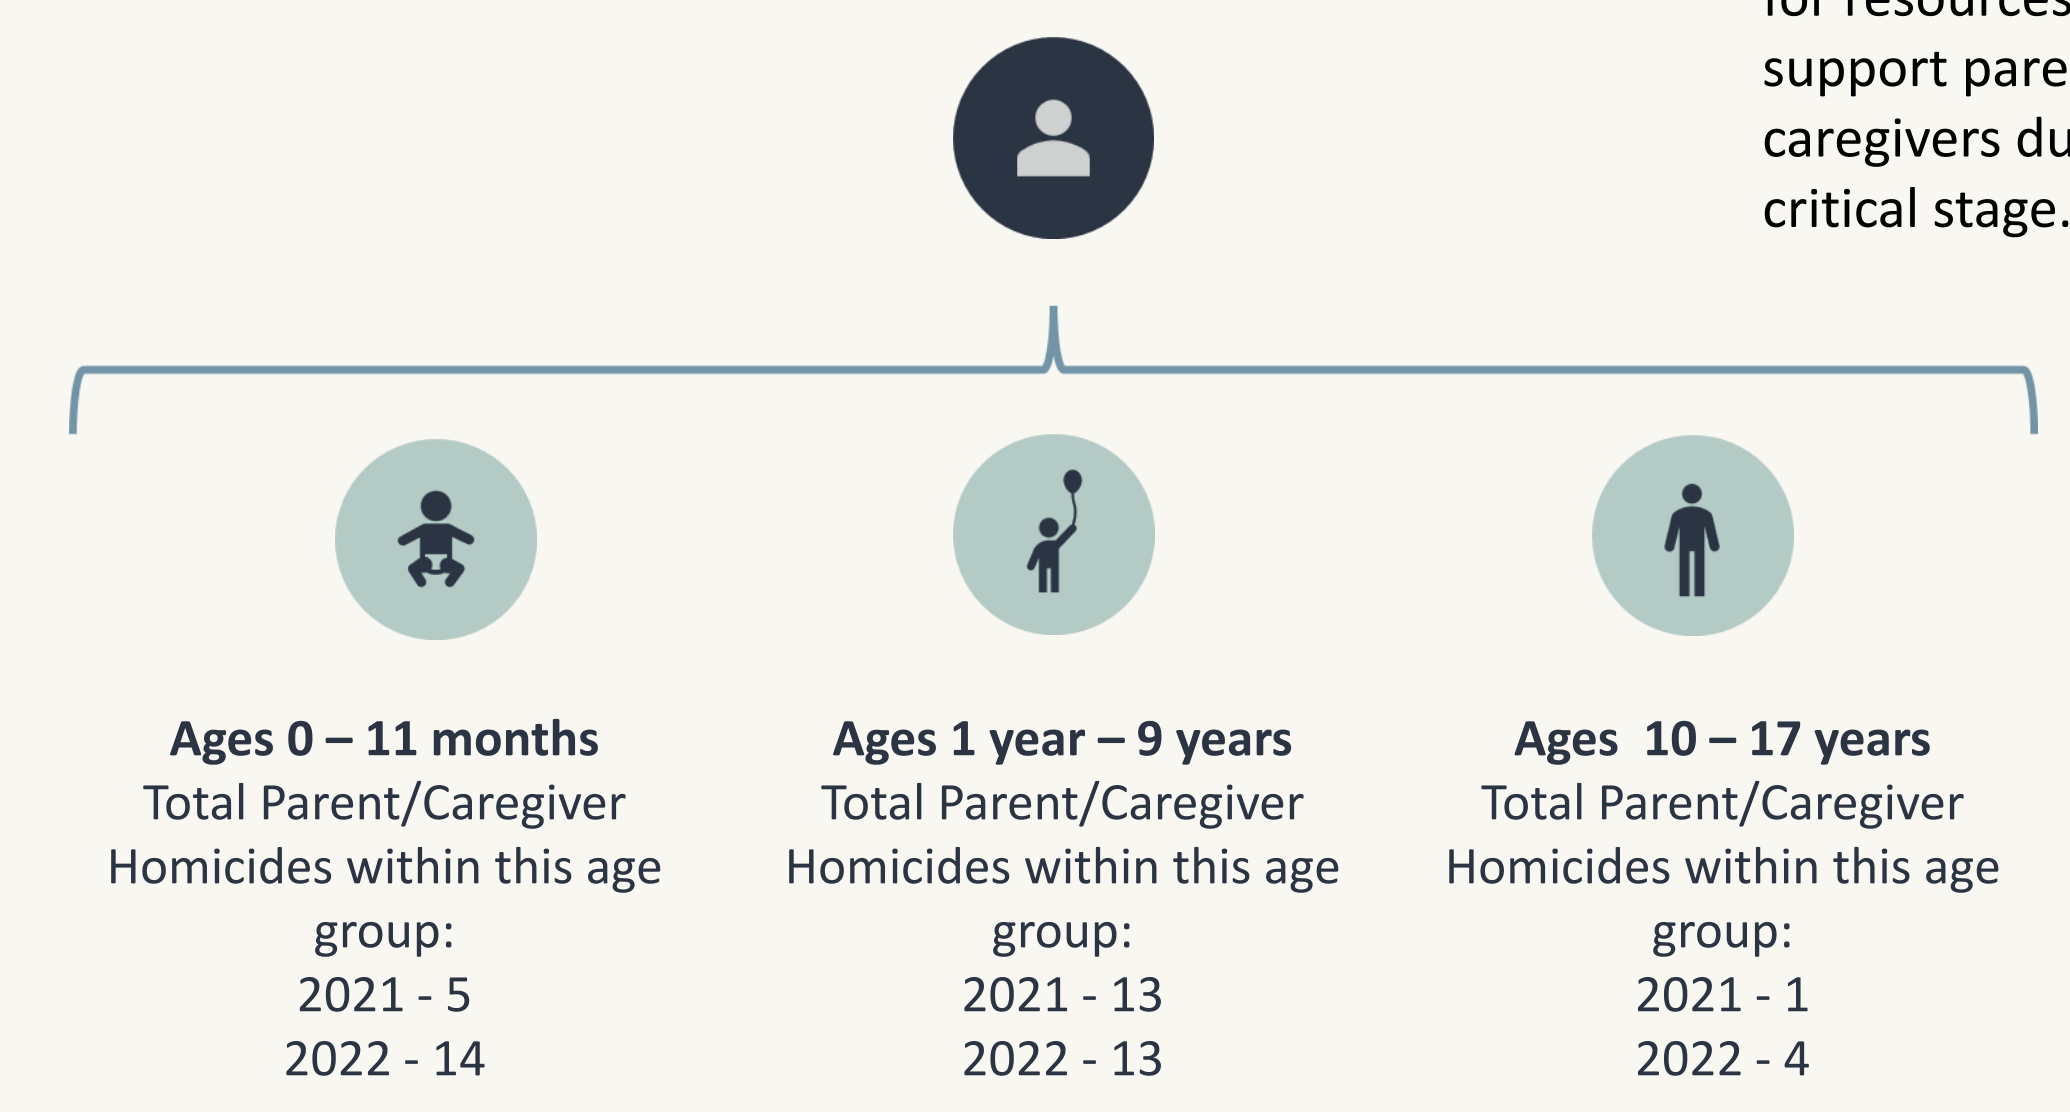 for resources
support pare
caregivers du
critical stage.
Ages 0 – 11 months
Total Parent/Caregiver
Homicides within this age
group:
2021 - 5
2022 - 14
Ages 1 year – 9 years
Total Parent/Caregiver
Homicides within this age
group:
2021 - 13
2022 - 13
Ages  10 – 17 years
Total Parent/Caregiver
Homicides within this age
group:
2021 - 1
2022 - 4